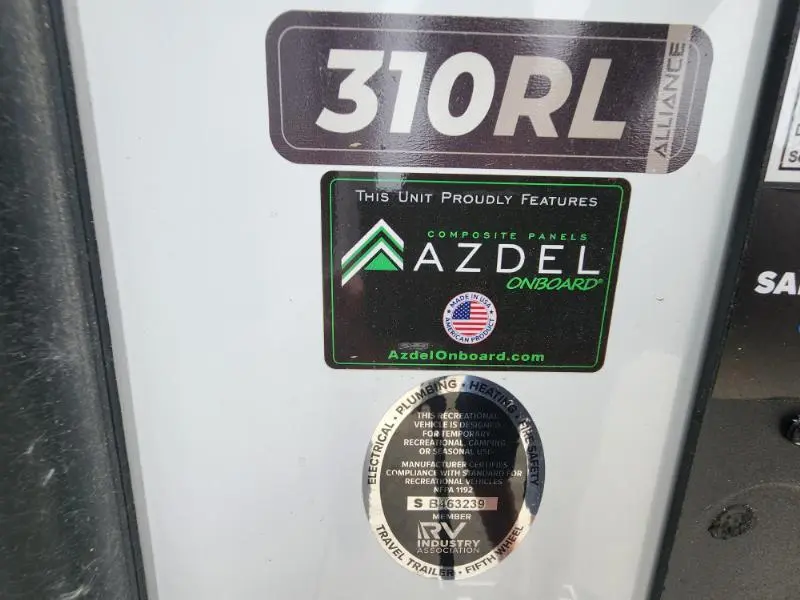 310RL
ALLIANCE
THIS UNIT PROUDLY FEATURES
COMPOSITE PANELS
AZDEL
ONBOARD®
MADE IN USA
AMERICAN PRODUCT
AzdelOnboard.com
ELECTRICAL • PLUMBING • HEATING • FIRE SAFETY
THIS RECREATIONAL
VEHICLE IS DESIGNED
FOR TEMPORARY
RECREATIONAL, CAMPING,
OR SEASONAL USE
MANUFACTURER CERTIFIES
COMPLIANCE WITH STANDARD FOR
RECREATIONAL VEHICLES
NFPA 1192
S B463239
MEMBER
RV
INDUSTRY
ASSOCIATION
TRAVEL TRAILER • FIFTH WHEEL